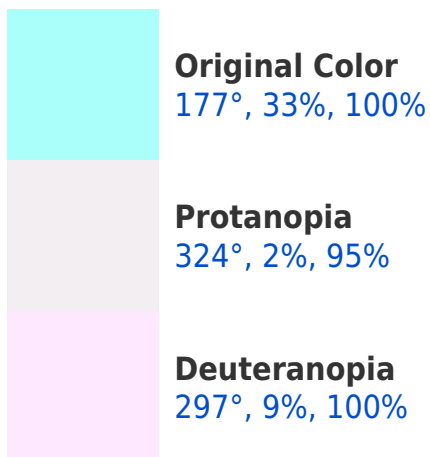 Original Color
177°, 33%, 100%
Protanopia
324°, 2%, 95%
Deuteranopia
297°, 9%, 100%